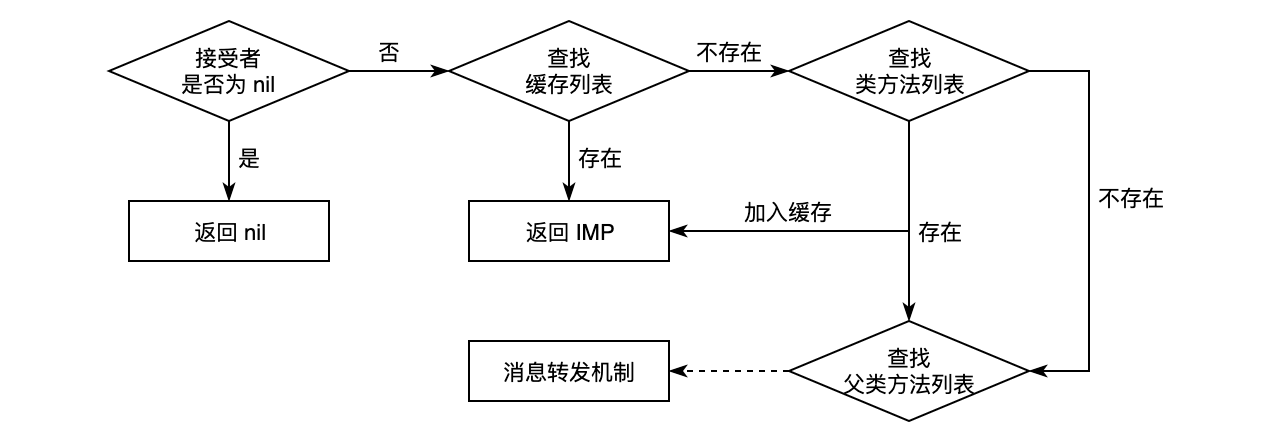 接受者
是否为 nil
否
查找
缓存列表
不存在
查找
类方法列表
是
存在
不存在
返回 nil
返回 IMP
加入缓存
存在
消息转发机制
查找
父类方法列表